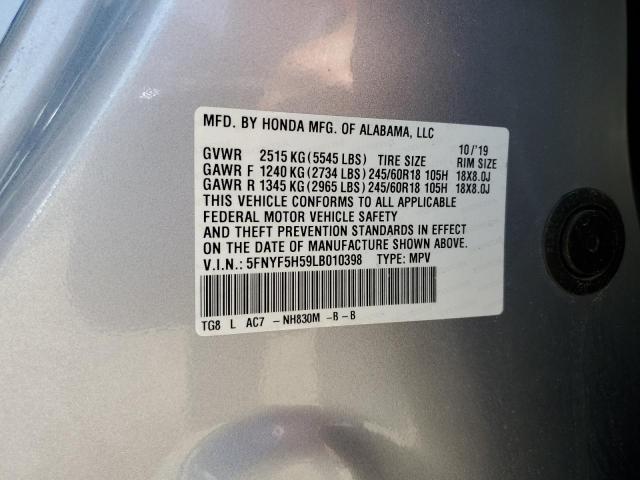 MFD. BY HONDA MFG. OF ALABAMA, LLC
10/'19
GVWR 2515 KG (5545 LBS) TIRE SIZE RIM SIZE
GAWR F 1240 KG (2734 LBS) 245/60R18 105H 18X8.0J
GAWR R 1345 KG (2965 LBS) 245/60R18 105H 18X8.0J
THIS VEHICLE CONFORMS TO ALL APPLICABLE
FEDERAL MOTOR VEHICLE SAFETY
AND THEFT PREVENTION STANDARDS IN EFFECT
ON THE DATE OF MANUFACTURE SHOWN ABOVE.
V.I.N.: 5FNYF5H59LB010398 TYPE: MPV
TG8 L AC7 -NH830M -B-B